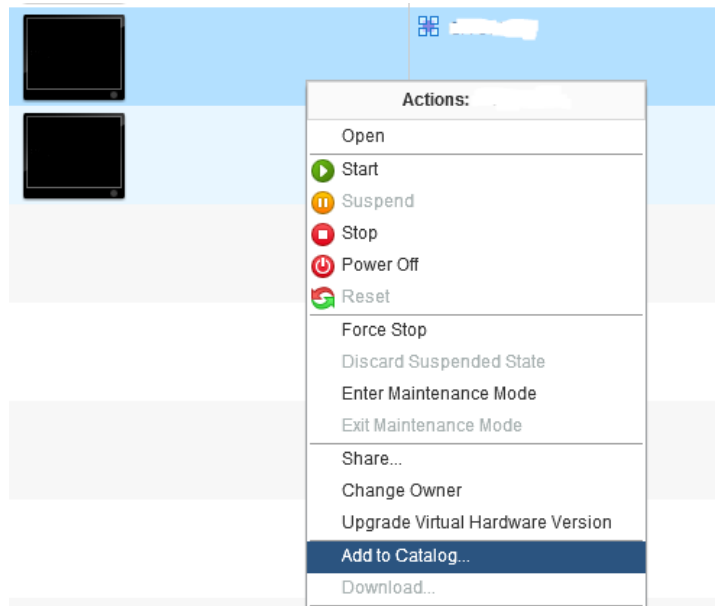 Actions:
Open
Start
Suspend
Stop
Power Off
Reset
Force Stop
Discard Suspended State
Enter Maintenance Mode
Exit Maintenance Mode
Share...
Change Owner
Upgrade Virtual Hardware Version
Add to Catalog...
Download...